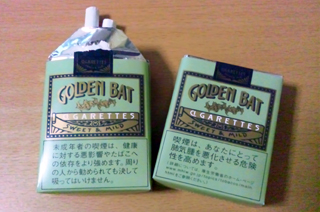 GOLDEN BAT
CIGARETTES
SWEET & MILD
未成年者の喫煙は、健康
に対する悪影響やたばこへ
の依存をより強めます。周り
の人から勧められても決して
吸ってはいけません。
GOLDEN BAT
CIGARETTES
SWEET & MILD
喫煙は、あなたにとって
肺気腫を悪化させる危険
性を高めます。